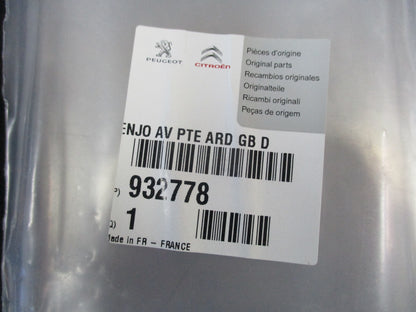 PEUGEOT
CITROËN
Pièces d'origine
Original parts
Recambios originales
Originalteile
Ricambi originali
Peças de origem
ENJO AV PTE ARD GB D
P) 932778
Q) 1
Made in FR - FRANCE